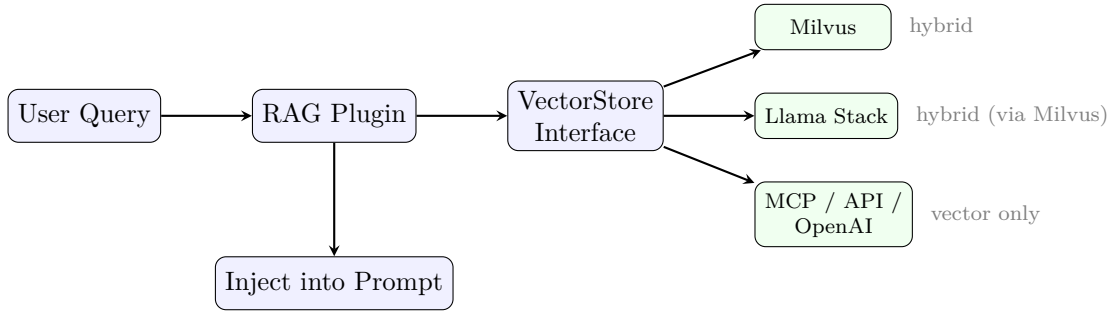 User Query
RAG Plugin
VectorStore
Interface
Milvus
hybrid
Llama Stack
hybrid (via Milvus)
MCP / API /
OpenAI
vector only
Inject into Prompt